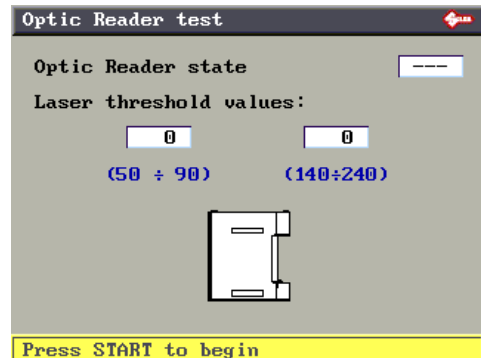 Optic Reader test
SILCA
Optic Reader state ---
Laser threshold values:
0 0
(50 ÷ 90) (140÷240)
Press START to begin